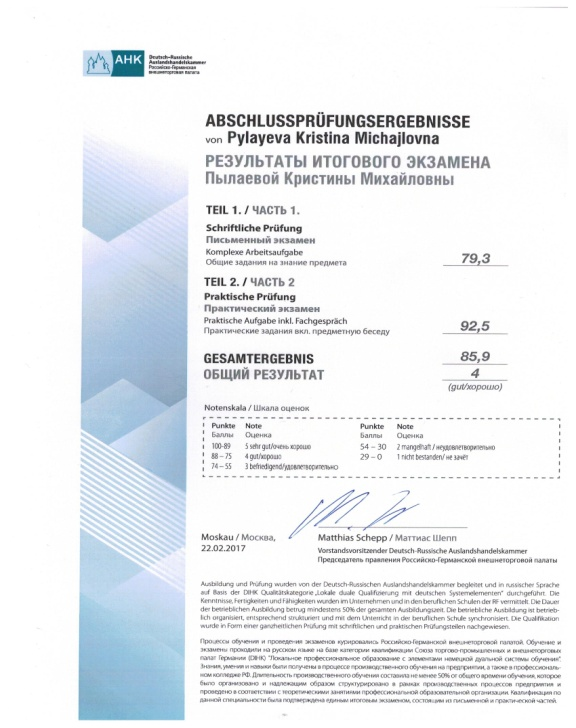 AHK
Deutsch-Russische
Auslandshandelskammer
Российско-Германская
внешнеторговая палата
ABSCHLUSSPRÜFUNGSERGEBNISSE
von Pylayeva Kristina Michajlovna
РЕЗУЛЬТАТЫ ИТОГОВОГО ЭКЗАМЕНА
Пылаевой Кристины Михайловны
TEIL 1. / ЧАСТЬ 1.
Schriftliche Prüfung
Письменный экзамен
Komplexe Arbeitsaufgabe
Общие задания на знание предмета 79,3
TEIL 2. / ЧАСТЬ 2
Praktische Prüfung
Практический экзамен
Praktische Aufgabe inkl. Fachgespräch
Практические задания вкл. предметную беседу 92,5
GESAMTERGEBNIS 85,9
ОБЩИЙ РЕЗУЛЬТАТ 4
(gut/хорошо)
Notenskala / Шкала оценок
Punkte Note Punkte Note
Баллы Оценка Баллы Оценка
100-89 5 sehr gut/очень хорошо 54 – 30 2 mangelhaft / неудовлетворительно
88 – 75 4 gut/хорошо 29 – 0 1 nicht bestanden/ не зачёт
74 – 55 3 befriedigend/удовлетворительно
Moskau / Москва, Matthias Schepp / Маттиас Шепп
22.02.2017 Vorstandsvorsitzender Deutsch-Russische Auslandshandelskammer
Председатель правления Российско-Германской внешнеторговой палаты
Ausbildung und Prüfung wurden von der Deutsch-Russischen Auslandshandelskammer begleitet und in russischer Sprache
auf Basis der DIHK Qualitätskategorie „Lokale duale Qualifizierung mit deutschen Systemelementen" durchgeführt. Die
Kenntnisse, Fertigkeiten und Fähigkeiten wurden im Unternehmen und in den beruflichen Schulen der RF vermittelt. Die Dauer
der betrieblichen Ausbildung betrug mindestens 50% der gesamten Ausbildungszeit. Die betriebliche Ausbildung ist betrieb-
lich organisiert, entsprechend strukturiert und mit dem Unterricht in der beruflichen Schule synchronisiert. Die Qualifikation
wurde in Form einer ganzheitlichen Prüfung mit schriftlichen und praktischen Prüfungsteilen nachgewiesen.
Процессы обучения и проведения экзаменов курировались Российско-Германской внешнеторговой палатой. Обучение и
экзамены проходили на русском языке на базе категории квалификации Союза торгово-промышленных и внешнеторговых
палат Германии (DIHK) "Локальное профессиональное образование с элементами немецкой дуальной системы обучения".
Знания, умения и навыки были получены в процессе производственного обучения на предприятии, а также в профессиональ-
ном колледже РФ. Длительность производственного обучения составила не менее 50% от общего времени обучения, которое
было организовано и надлежащим образом структурировано в рамках производственных процессов предприятия и
проведено в соответствии с теоретическими занятиями профессиональной образовательной организации. Квалификация по
данной специальности была подтверждена единым итоговым экзаменом, состоящим из письменной и практической частей.